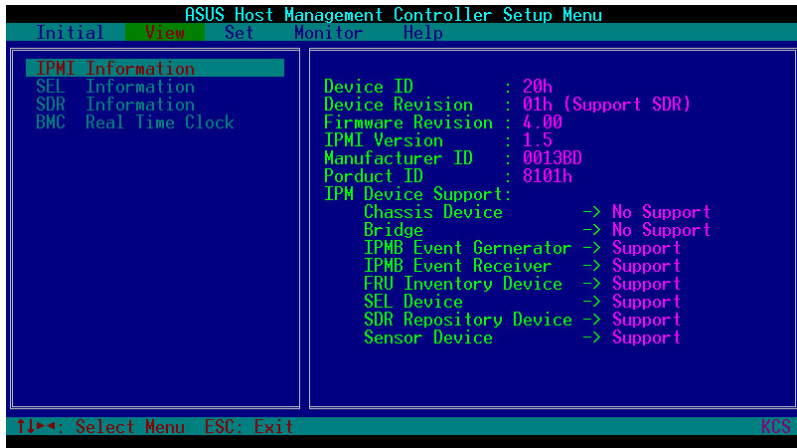 ASUS Host Management Controller Setup Menu
Initial View Set Monitor Help
IPMI Information
SEL Information
SDR Information
BMC Real Time Clock
Device ID : 20h
Device Revision : 01h (Support SDR)
Firmware Revision : 4.00
IPMI Version : 1.5
Manufacturer ID : 0013BD
Porduct ID : 8101h
IPM Device Support:
Chassis Device -> No Support
Bridge -> No Support
IPMB Event Gernerator -> Support
IPMB Event Receiver -> Support
FRU Inventory Device -> Support
SEL Device -> Support
SDR Repository Device -> Support
Sensor Device -> Support
↑↓►◄: Select Menu ESC: Exit KCS